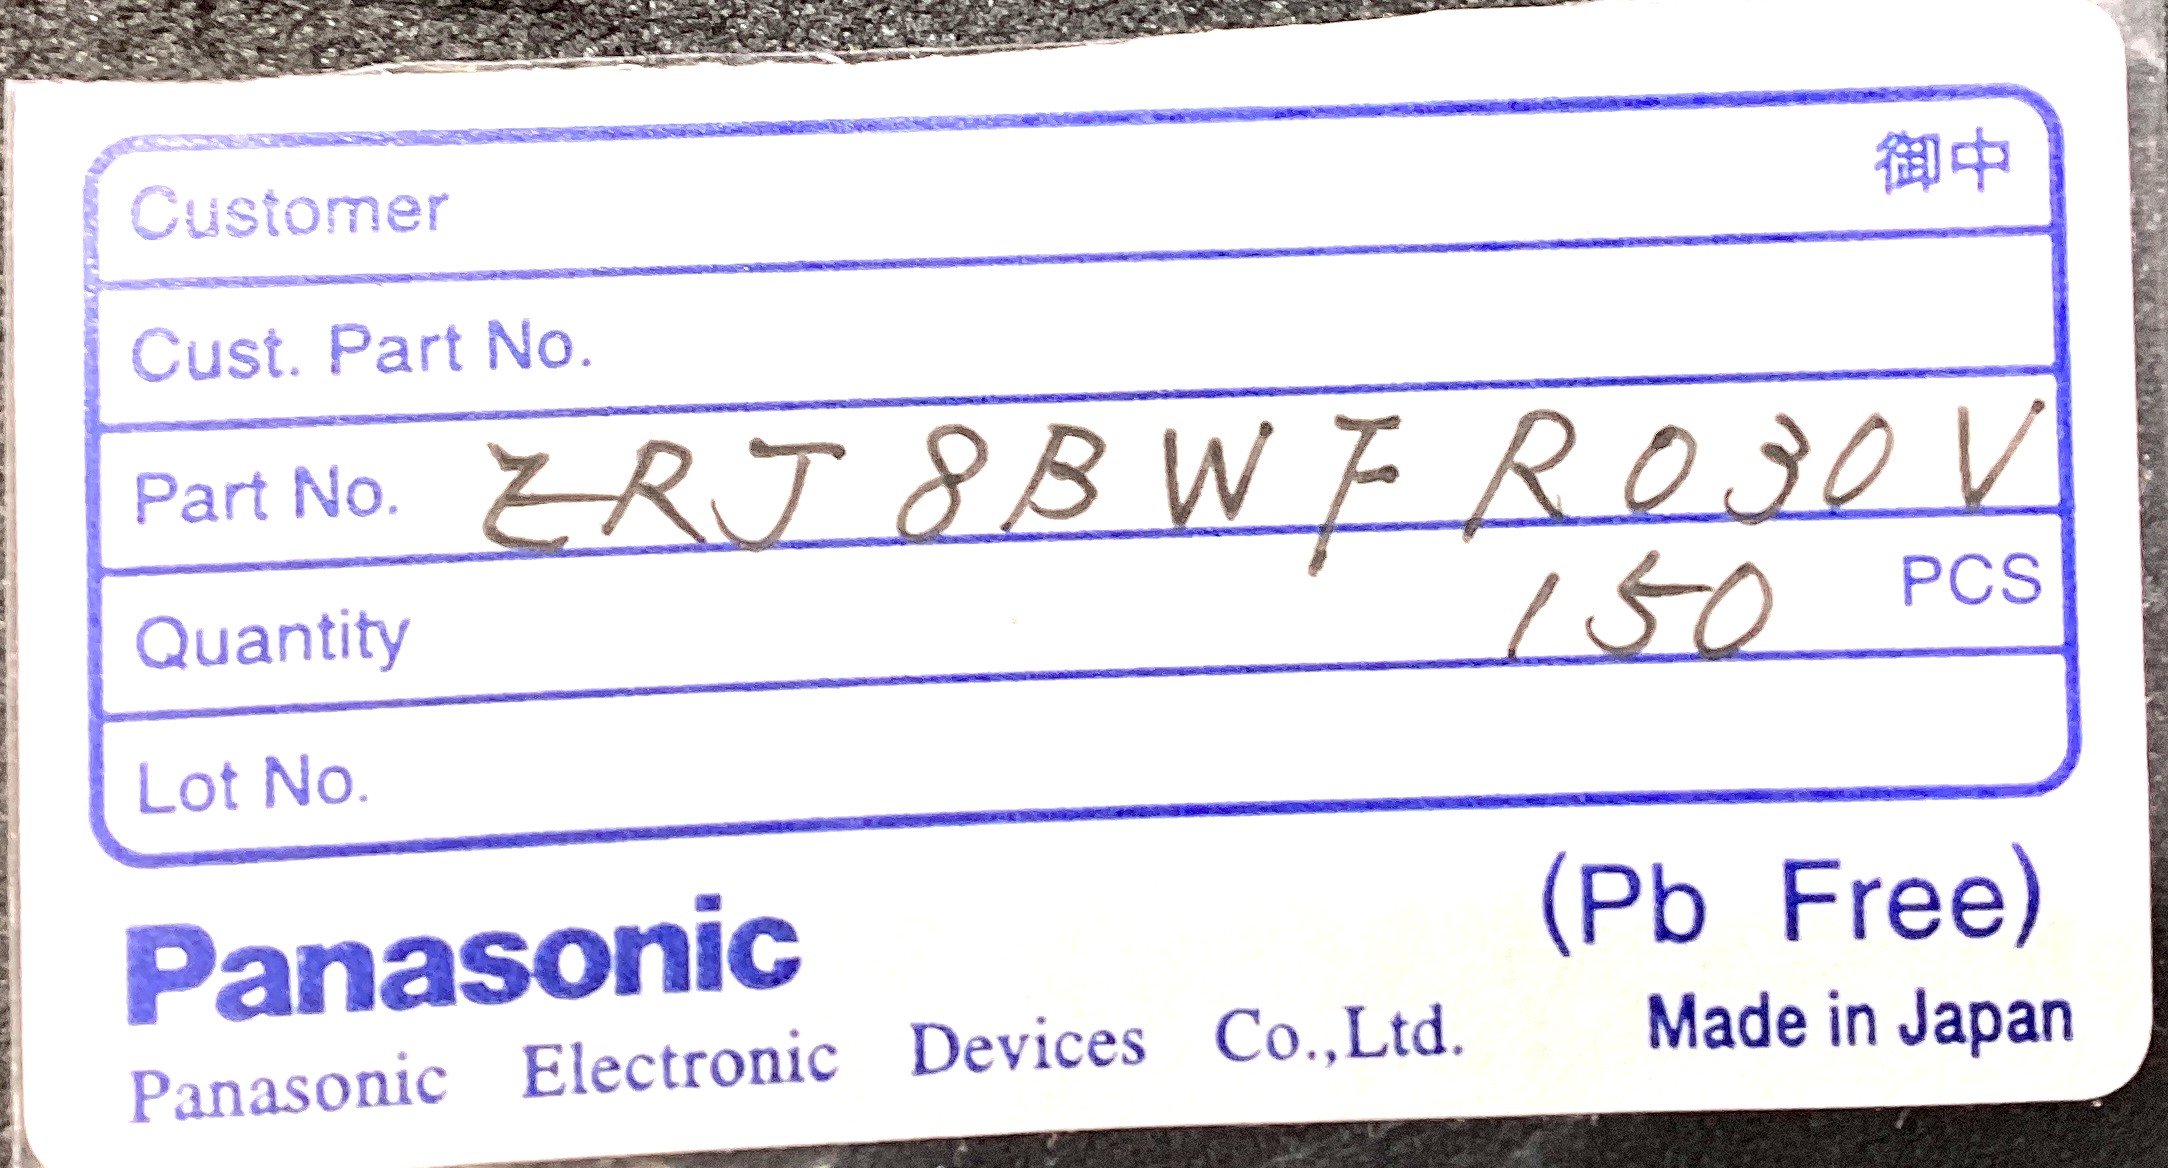 Customer 御中
Cust. Part No.
Part No. ERJ8BWFR030V
Quantity 150 PCS
Lot No.
(Pb Free)
Panasonic
Made in Japan
Panasonic Electronic Devices Co.,Ltd.